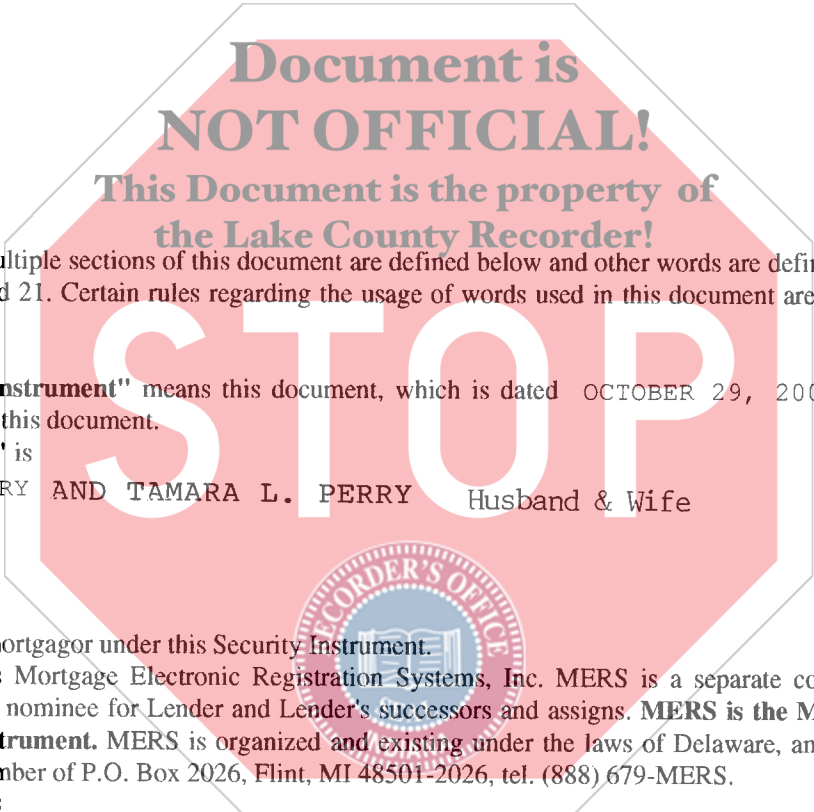 Document is
NOT OFFICIAL!
This Document is the property of
the Lake County Recorder!
ultiple sections of this document are defined below and other words are defi
d 21. Certain rules regarding the usage of words used in this document are
STOP
nstrument" means this document, which is dated OCTOBER 29, 200
this document.
" is
RY AND TAMARA L. PERRY Husband & Wife
RECORDER'S OFFICE
ortgagor under this Security Instrument.
s Mortgage Electronic Registration Systems, Inc. MERS is a separate co
nominee for Lender and Lender's successors and assigns. MERS is the M
trument. MERS is organized and existing under the laws of Delaware, an
mber of P.O. Box 2026, Flint, MI 48501-2026, tel. (888) 679-MERS.